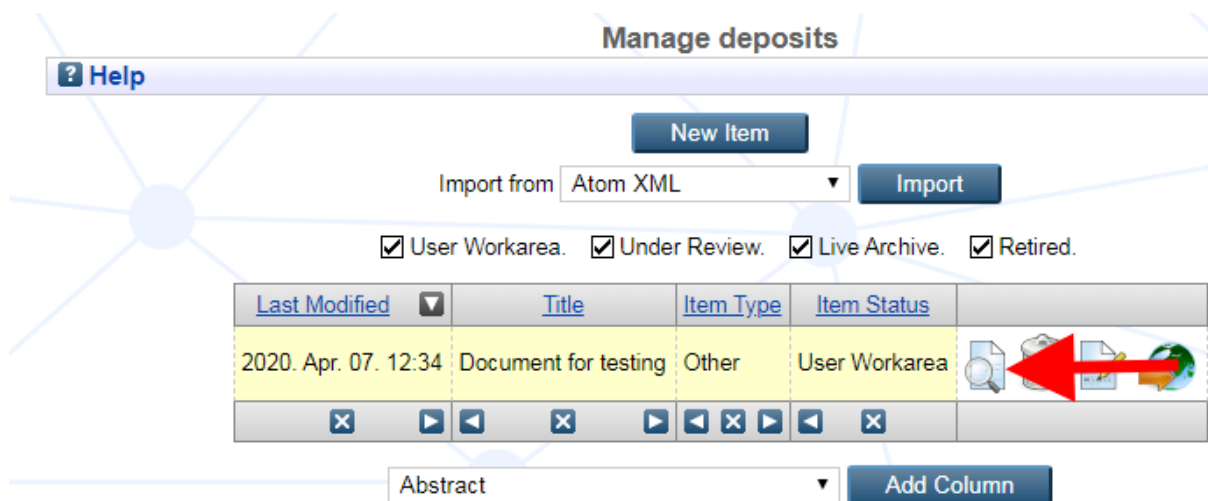 Manage deposits
? Help
New Item
Import from Atom XML Import
User Workarea. Under Review. Live Archive. Retired.
Last Modified Title Item Type Item Status
2020. Apr. 07. 12:34 Document for testing Other User Workarea
Abstract Add Column